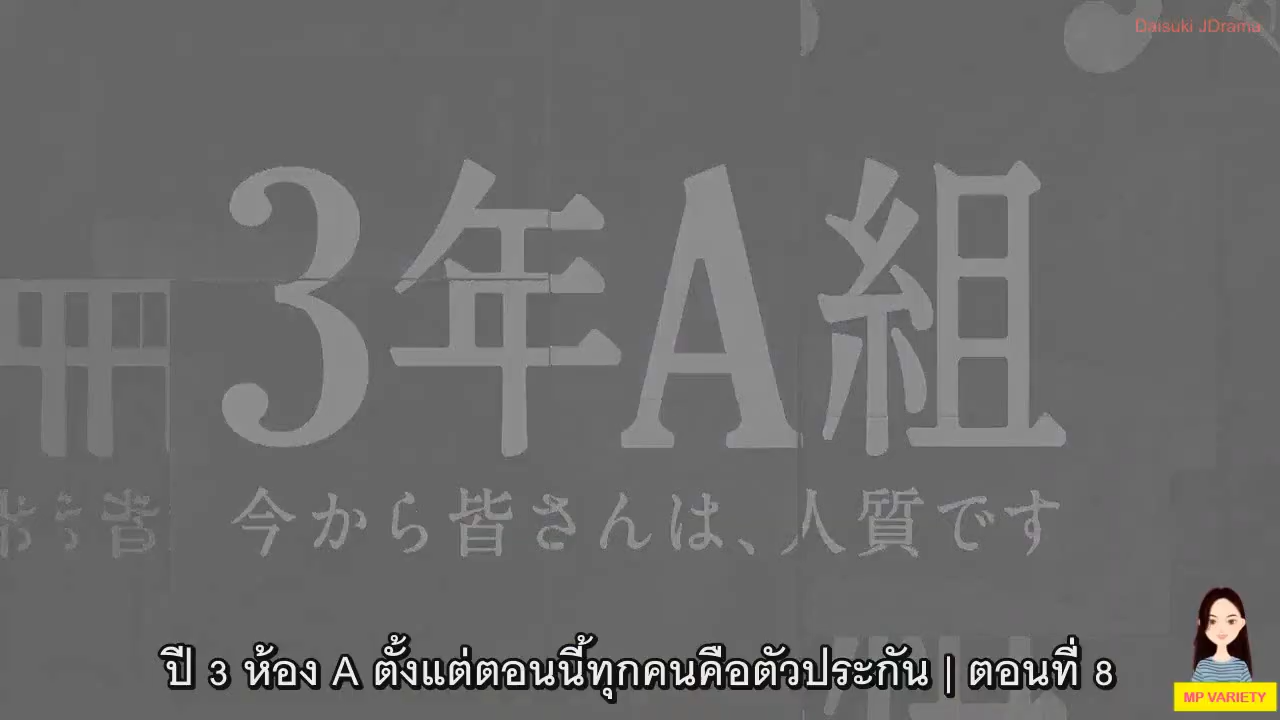 Daisuki JDrama
3年A組
今から皆さんは、人質です
ปี 3 ห้อง A ตั้งแต่ตอนนี้ทุกคนคือตัวประกัน | ตอนที่ 8
MP VARIETY